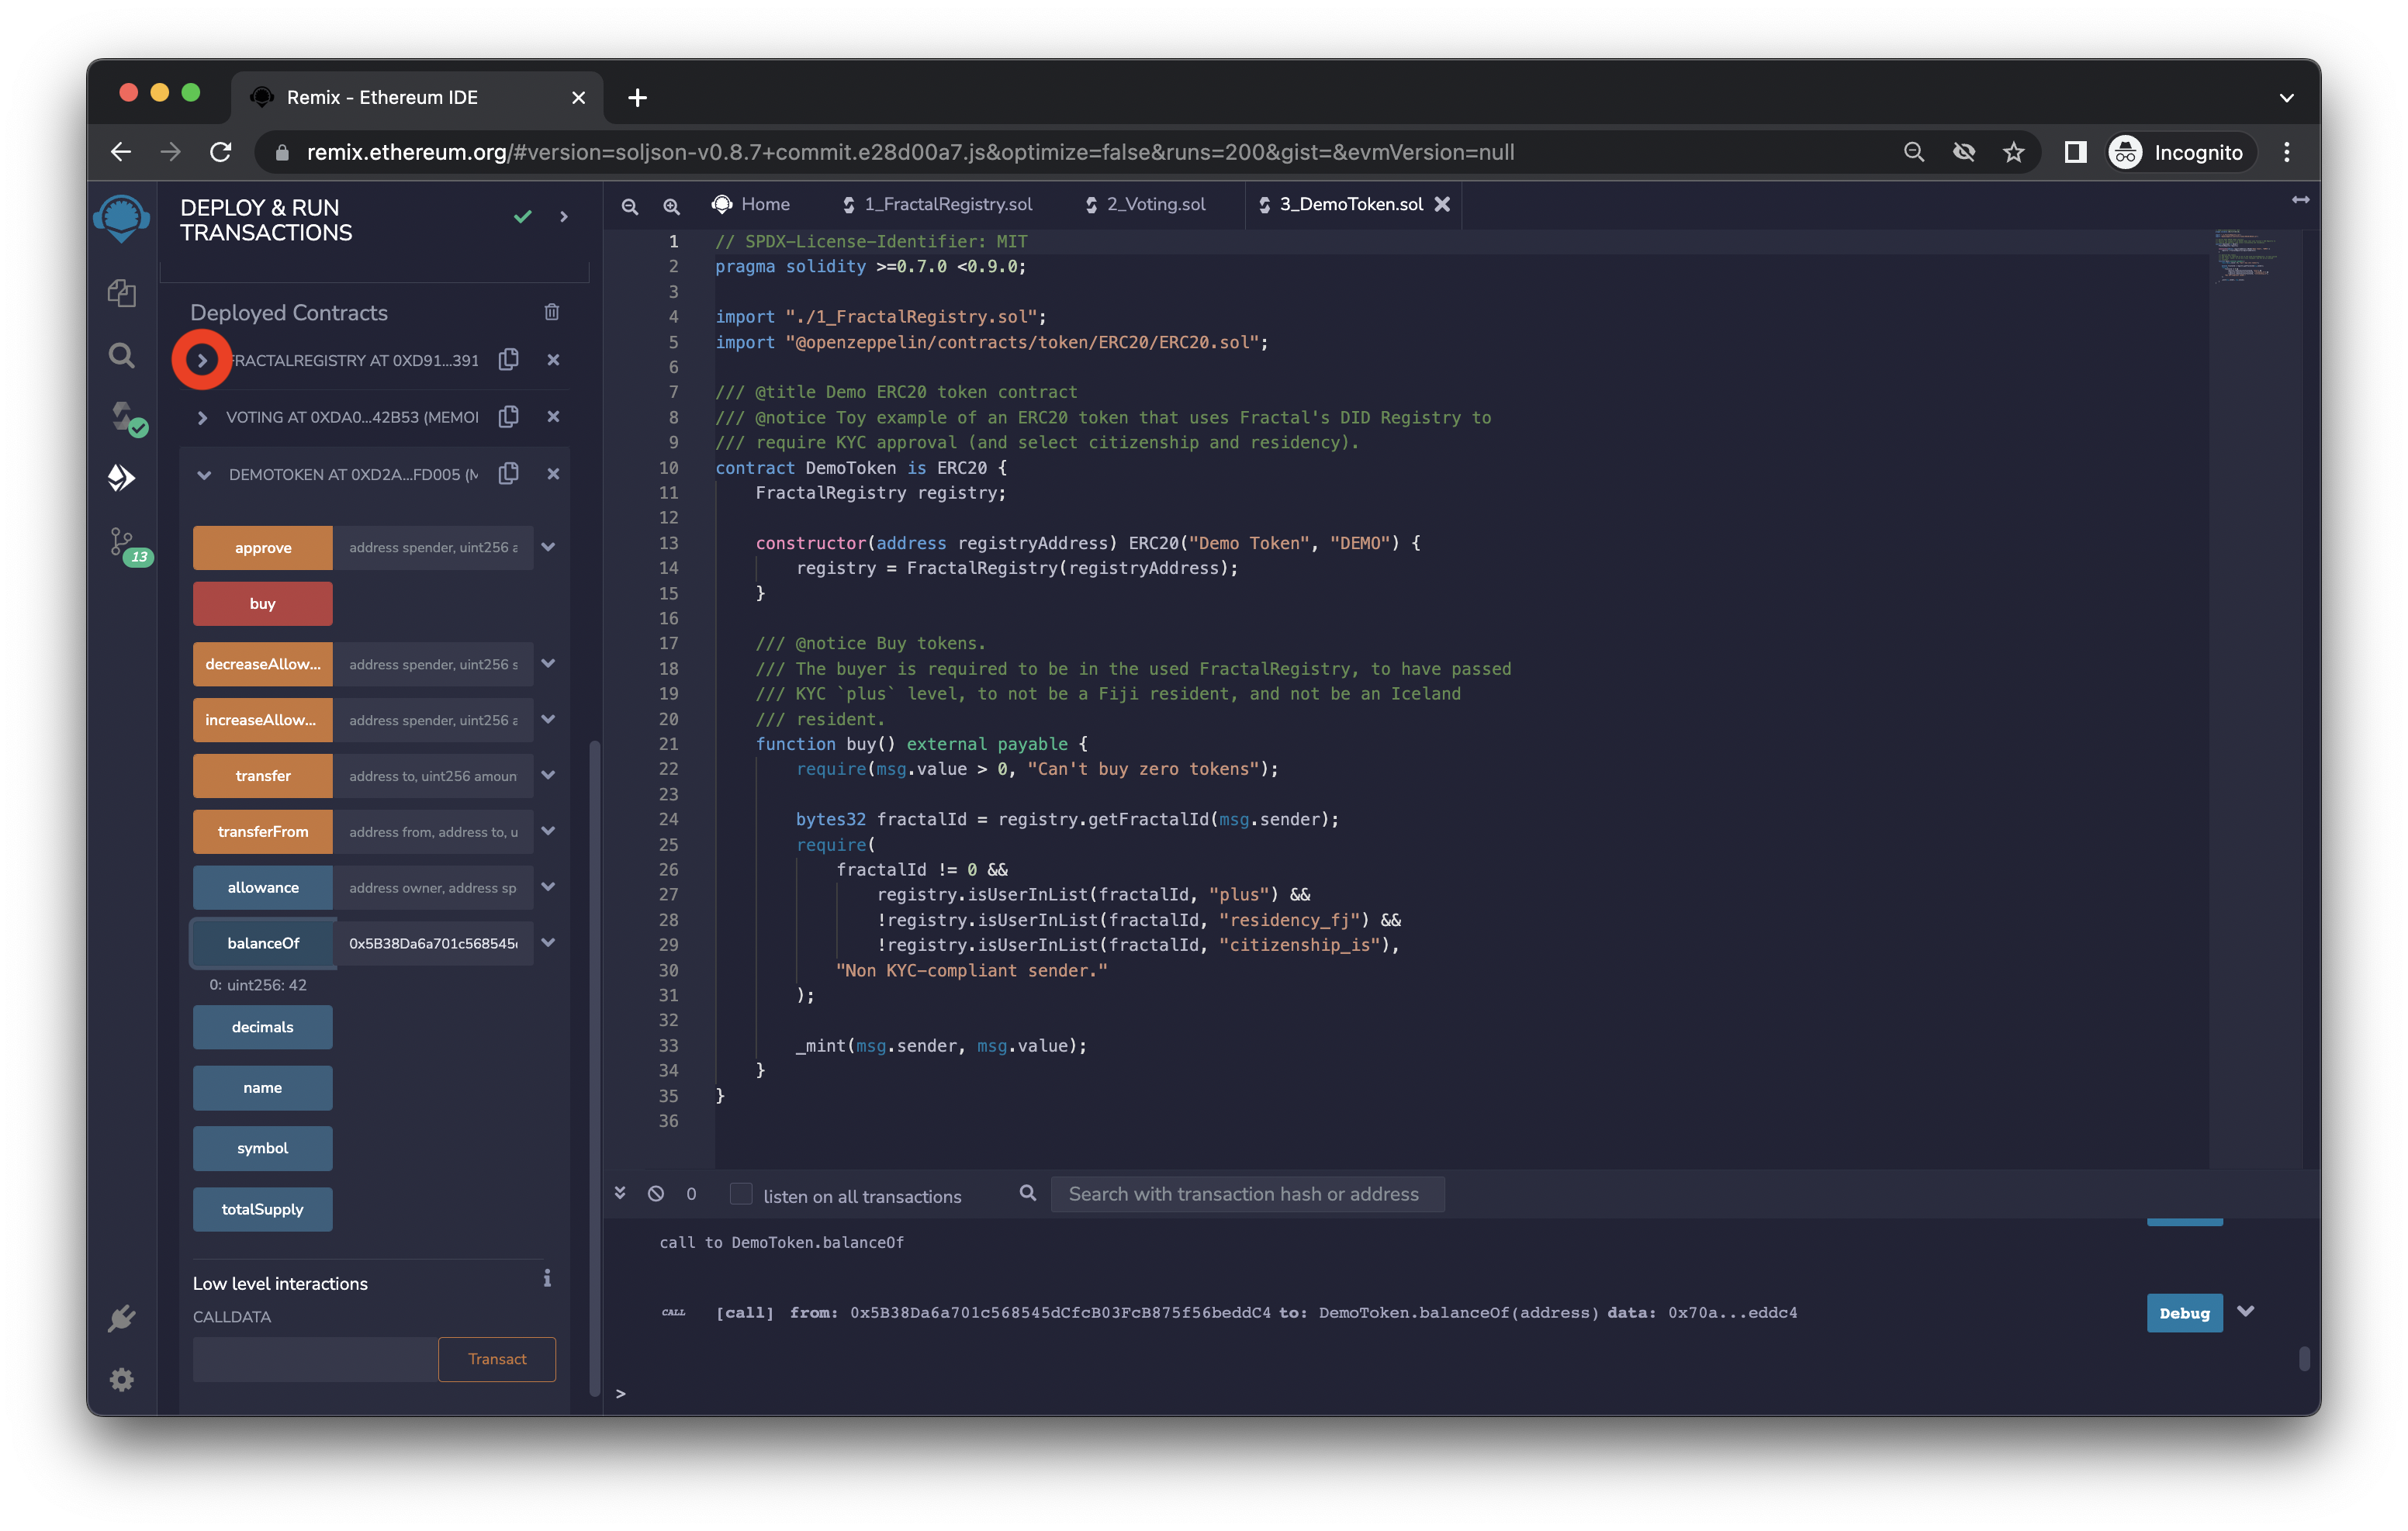 Remix - Ethereum IDE
remix.ethereum.org/#version=soljson-v0.8.7+commit.e28d00a7.js&optimize=false&runs=200&gist=&evmVersion=null
Incognito
DEPLOY & RUN
TRANSACTIONS
Deployed Contracts
FRACTALREGISTRY AT 0XD91...391
VOTING AT 0XDA0...42B53 (MEMOI
DEMOTOKEN AT 0XD2A...FD005 (M
approve
address spender, uint256 a
buy
decreaseAllow...
address spender, uint256 s
increaseAllow...
address spender, uint256 a
transfer
address to, uint256 amoun
transferFrom
address from, address to, u
allowance
address owner, address sp
balanceOf
0x5B38Da6a701c568545
0: uint256: 42
decimals
name
symbol
totalSupply
Low level interactions
i
CALLDATA
Transact
13
Home
1_FractalRegistry.sol
2_Voting.sol
3_DemoToken.sol
1 // SPDX-License-Identifier: MIT
2 pragma solidity >=0.7.0 <0.9.0;
3
4 import "./1_FractalRegistry.sol";
5 import "@openzeppelin/contracts/token/ERC20/ERC20.sol";
6
7 /// @title Demo ERC20 token contract
8 /// @notice Toy example of an ERC20 token that uses Fractal's DID Registry to
9 /// require KYC approval (and select citizenship and residency).
10 contract DemoToken is ERC20 {
11 FractalRegistry registry;
12
13 constructor(address registryAddress) ERC20("Demo Token", "DEMO") {
14 registry = FractalRegistry(registryAddress);
15 }
16
17 /// @notice Buy tokens.
18 /// The buyer is required to be in the used FractalRegistry, to have passed
19 /// KYC `plus` level, to not be a Fiji resident, and not be an Iceland
20 /// resident.
21 function buy() external payable {
22 require(msg.value > 0, "Can't buy zero tokens");
23
24 bytes32 fractalId = registry.getFractalId(msg.sender);
25 require(
26 fractalId != 0 &&
27 registry.isUserInList(fractalId, "plus") &&
28 !registry.isUserInList(fractalId, "residency_fj") &&
29 !registry.isUserInList(fractalId, "citizenship_is"),
30 "Non KYC-compliant sender."
31 );
32
33 _mint(msg.sender, msg.value);
34 }
35 }
36
0
listen on all transactions
Search with transaction hash or address
call to DemoToken.balanceOf
CALL [call] from: 0x5B38Da6a701c568545dCfcB03FcB875f56beddC4 to: DemoToken.balanceOf(address) data: 0x70a...eddc4
Debug
>